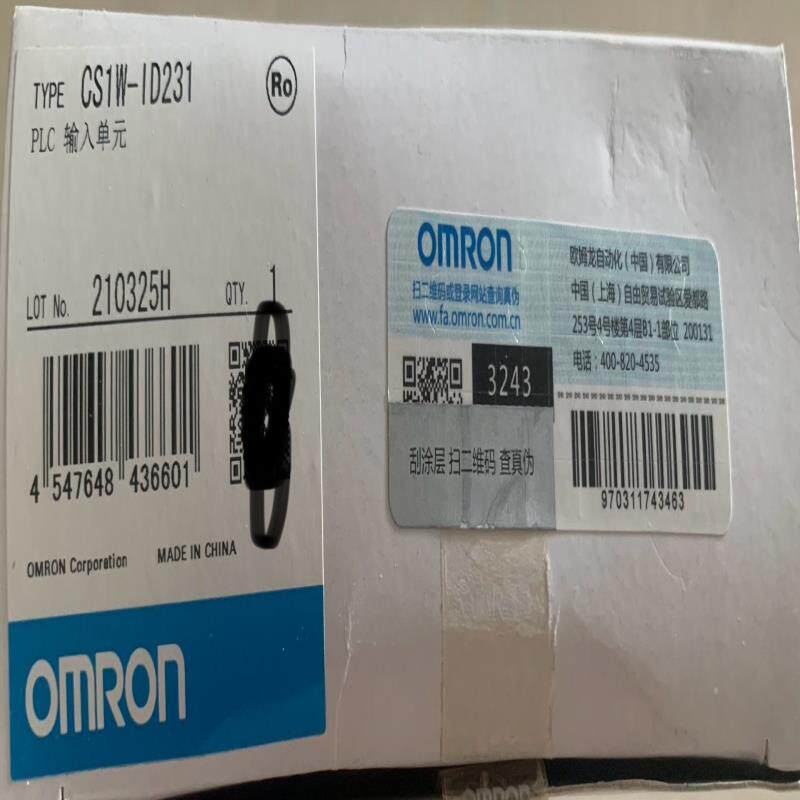 TYPE CS1W-ID231
Ro
PLC 输入单元
LOT No. 210325H QTY. 1
4 547648 436601
OMRON Corporation MADE IN CHINA
OMRON
OMRON
扫二维码或登录网站查询真伪
www.fa.omron.com.cn
3243
刮涂层 扫二维码 查真伪
欧姆龙自动化(中国)有限公司
中国(上海)自由贸易试验区爱都路
253号4号楼第4层B1-1部位 200131
电话:400-820-4535
970311743463
OMRON